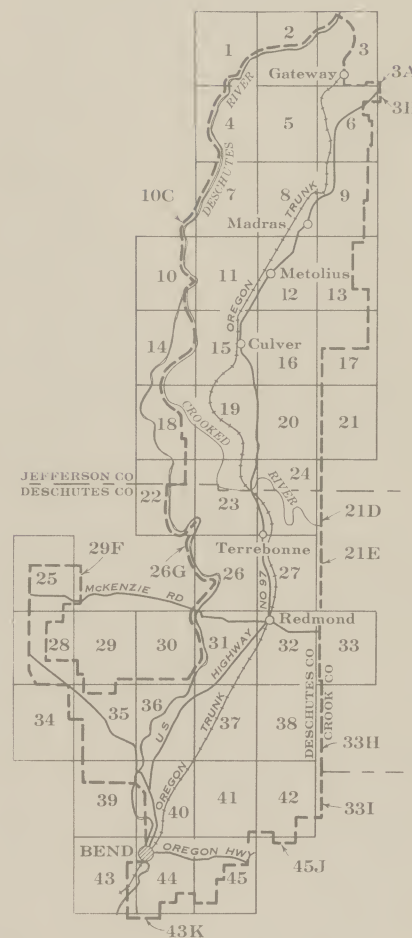 2
1
3
3A
Gateway
RIVER
3B
4
5
6
DESCHUTES
10C
7
8
9
TRUNK
Madras
10
11
OREGON
Metolius
12
13
14
15
Culver
16
17
19
CROOKED
18
20
21
JEFFERSON CO
DESCHUTES CO
24
22
23
RIVER
21D
29F
Terrebonne
26G
26
27
21E
25
MCKENZIE RD
NO 97
Redmond
28
29
30
31
32
33
HIGHWAY
DESCHUTES CO
CROOK CO
34
35
36
U S
TRUNK
37
38
33H
OREGON
39
40
41
42
33I
BEND
OREGON HWY
45J
43
44
45
43K